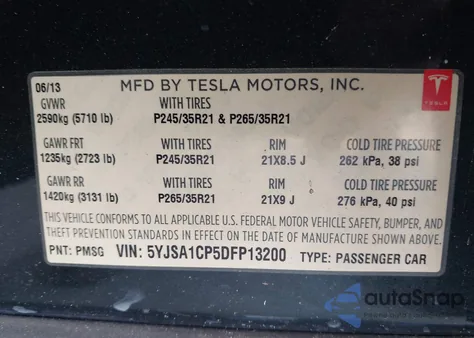 06/13 MFD BY TESLA MOTORS, INC.
GVWR WITH TIRES
2590kg (5710 lb) P245/35R21 & P265/35R21
TESLA
GAWR FRT WITH TIRES RIM COLD TIRE PRESSURE
1235kg (2723 lb) P245/35R21 21X8.5 J 262 kPa, 38 psi
GAWR RR WITH TIRES RIM COLD TIRE PRESSURE
1420kg (3131 lb) P265/35R21 21X9 J 276 kPa, 40 psi
THIS VEHICLE CONFORMS TO ALL APPLICABLE U.S. FEDERAL MOTOR VEHICLE SAFETY, BUMPER, AND
THEFT PREVENTION STANDARDS IN EFFECT ON THE DATE OF MANUFACTURE SHOWN ABOVE.
PNT: PMSG VIN: 5YJSA1CP5DFP13200 TYPE: PASSENGER CAR
autoSnap